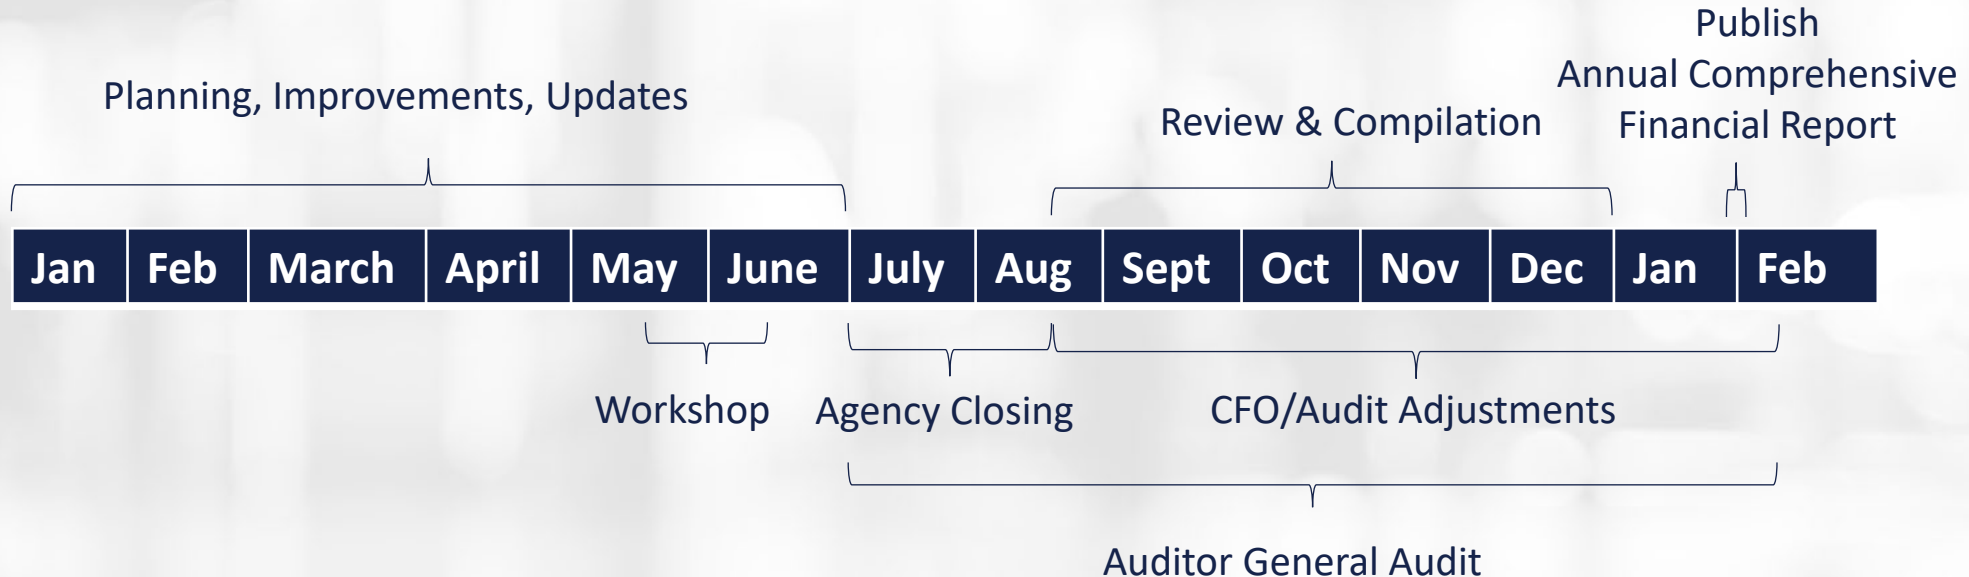 Publish
Annual Comprehensive
Financial Report
Planning, Improvements, Updates
Review & Compilation
Jan Feb March April May June July Aug Sept Oct Nov Dec Jan Feb
Workshop
Agency Closing
CFO/Audit Adjustments
Auditor General Audit